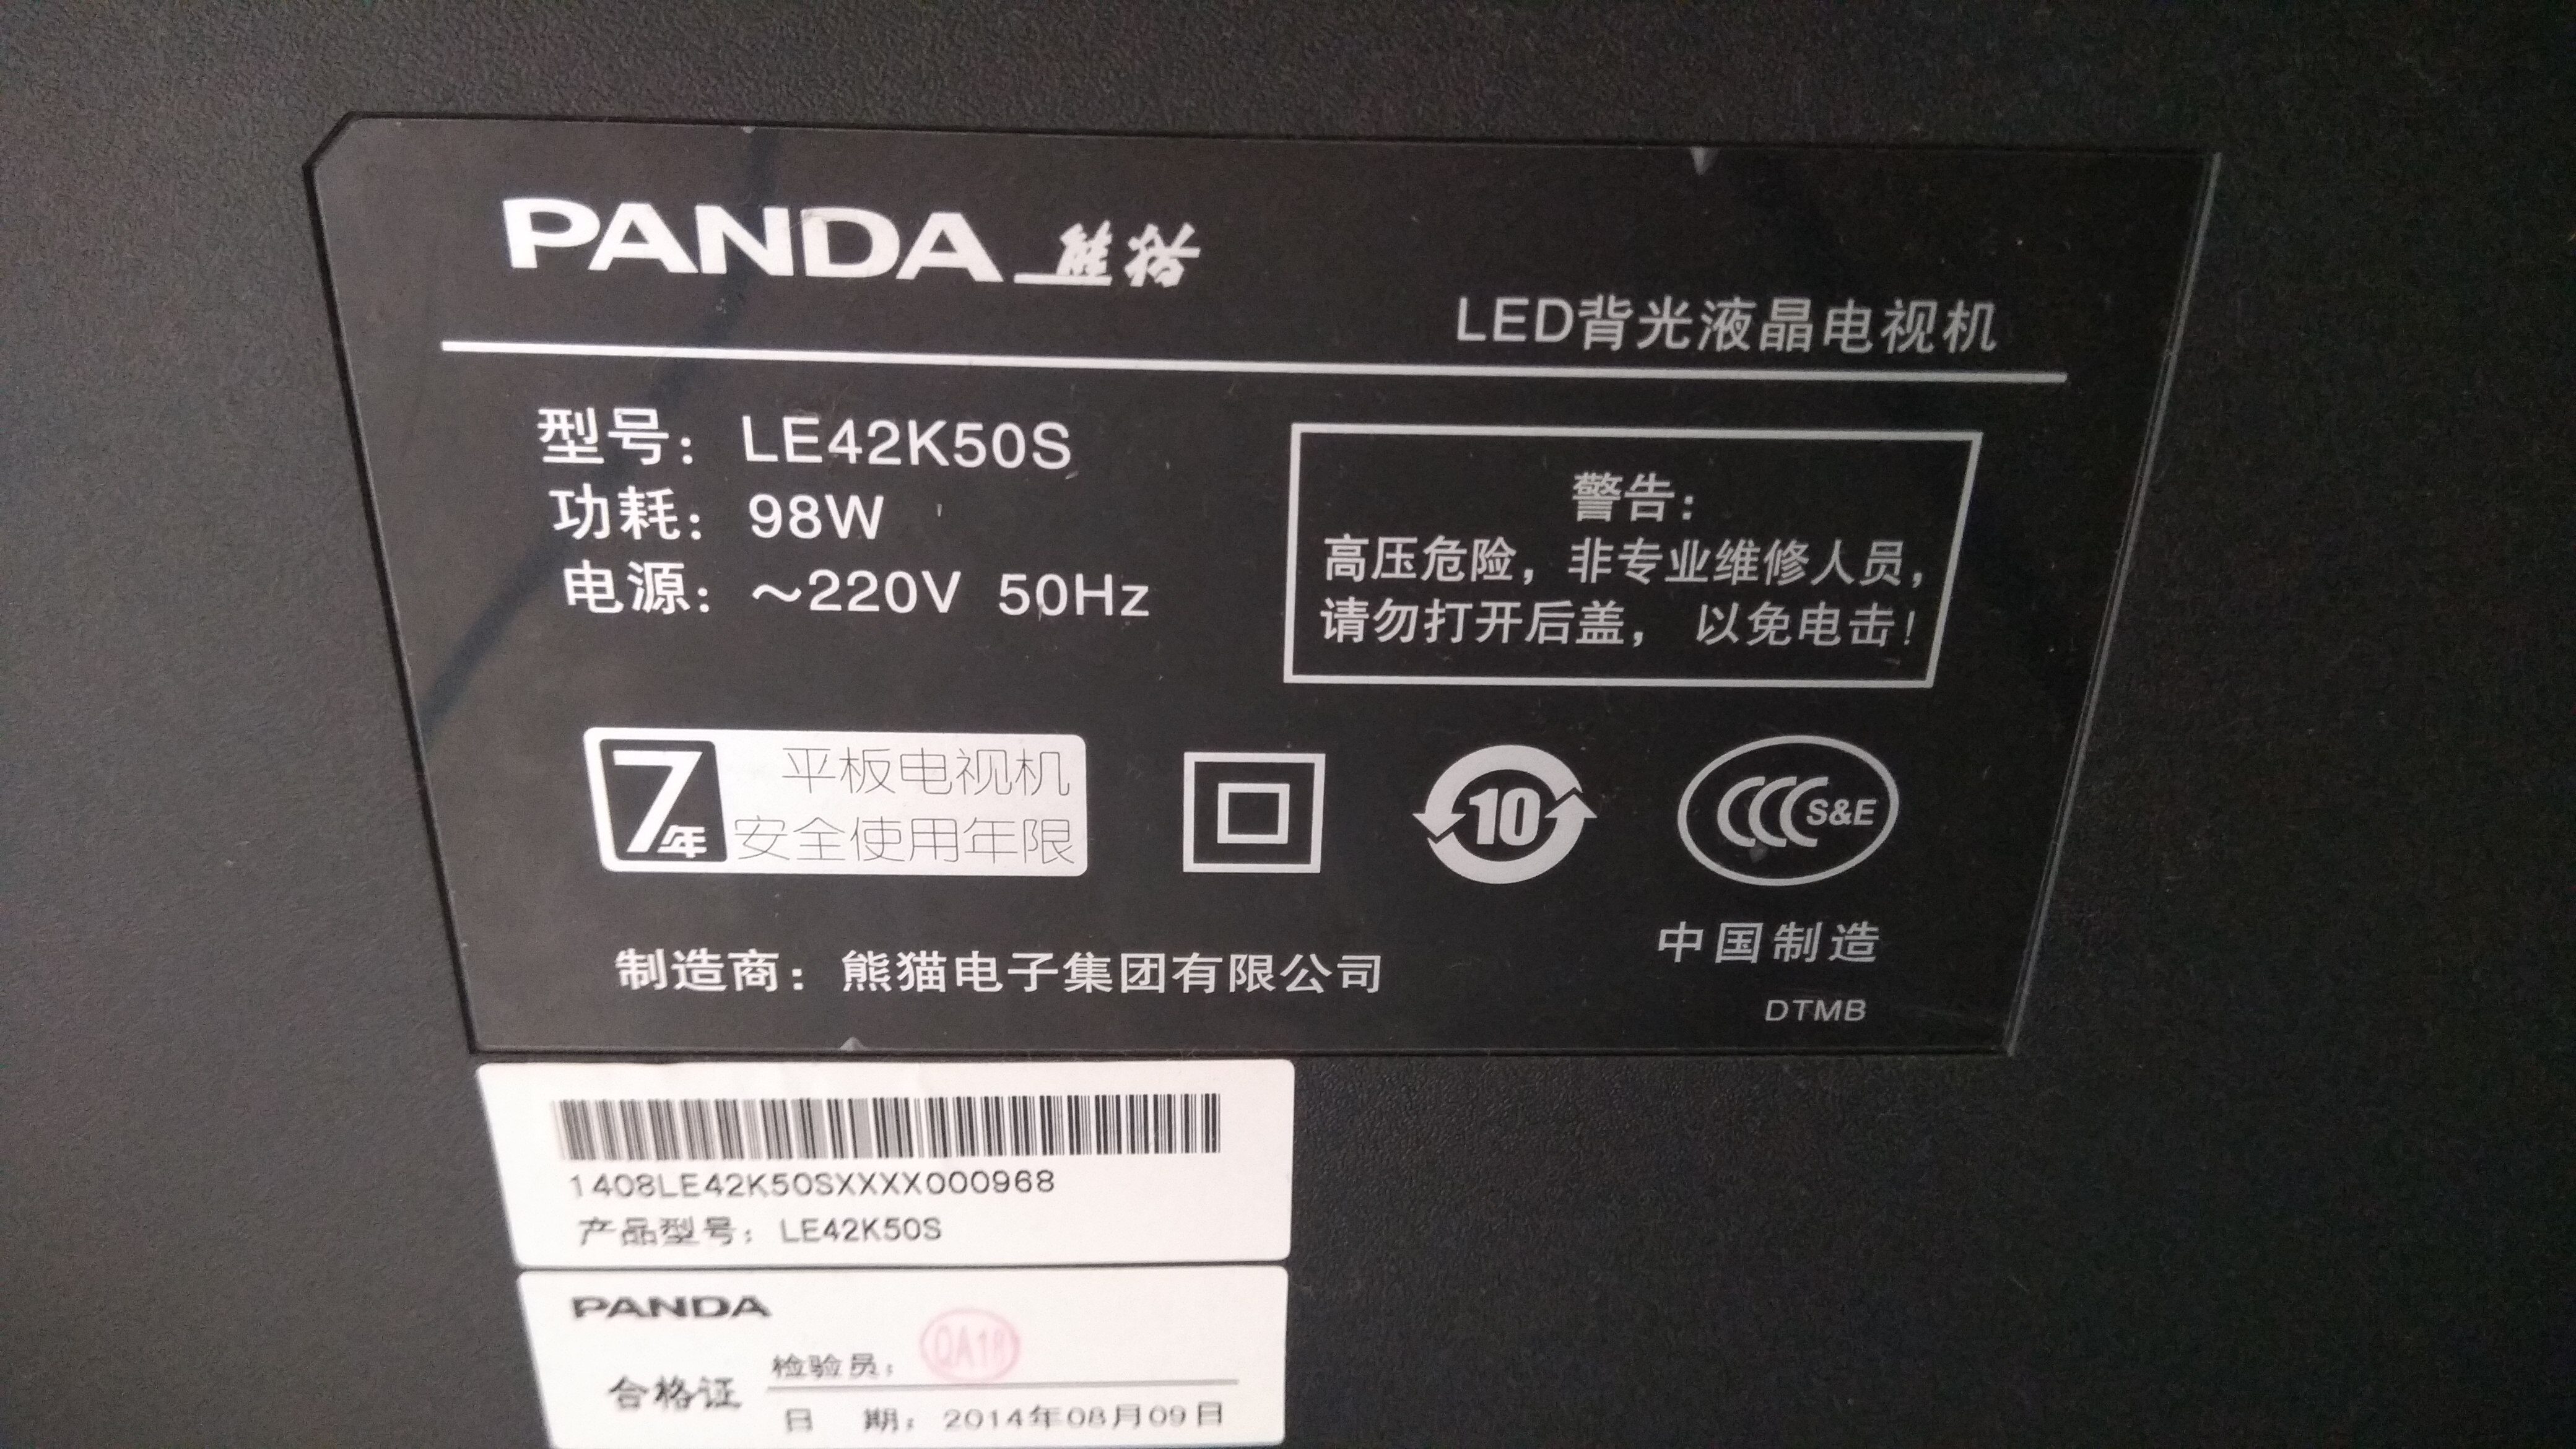 PANDA 熊猫
LED背光液晶电视机
型号: LE42K50S
功耗: 98W
电源: ～220V 50Hz
警告:
高压危险，非专业维修人员，
请勿打开后盖， 以免电击!
7年
平板电视机
安全使用年限
10
CCC S&E
中国制造
制造商: 熊猫电子集团有限公司
DTMB
1408LE42K50SXXXX000968
产品型号: LE42K50S
PANDA
合格证
检验员:
日 期: 2014年08月09日